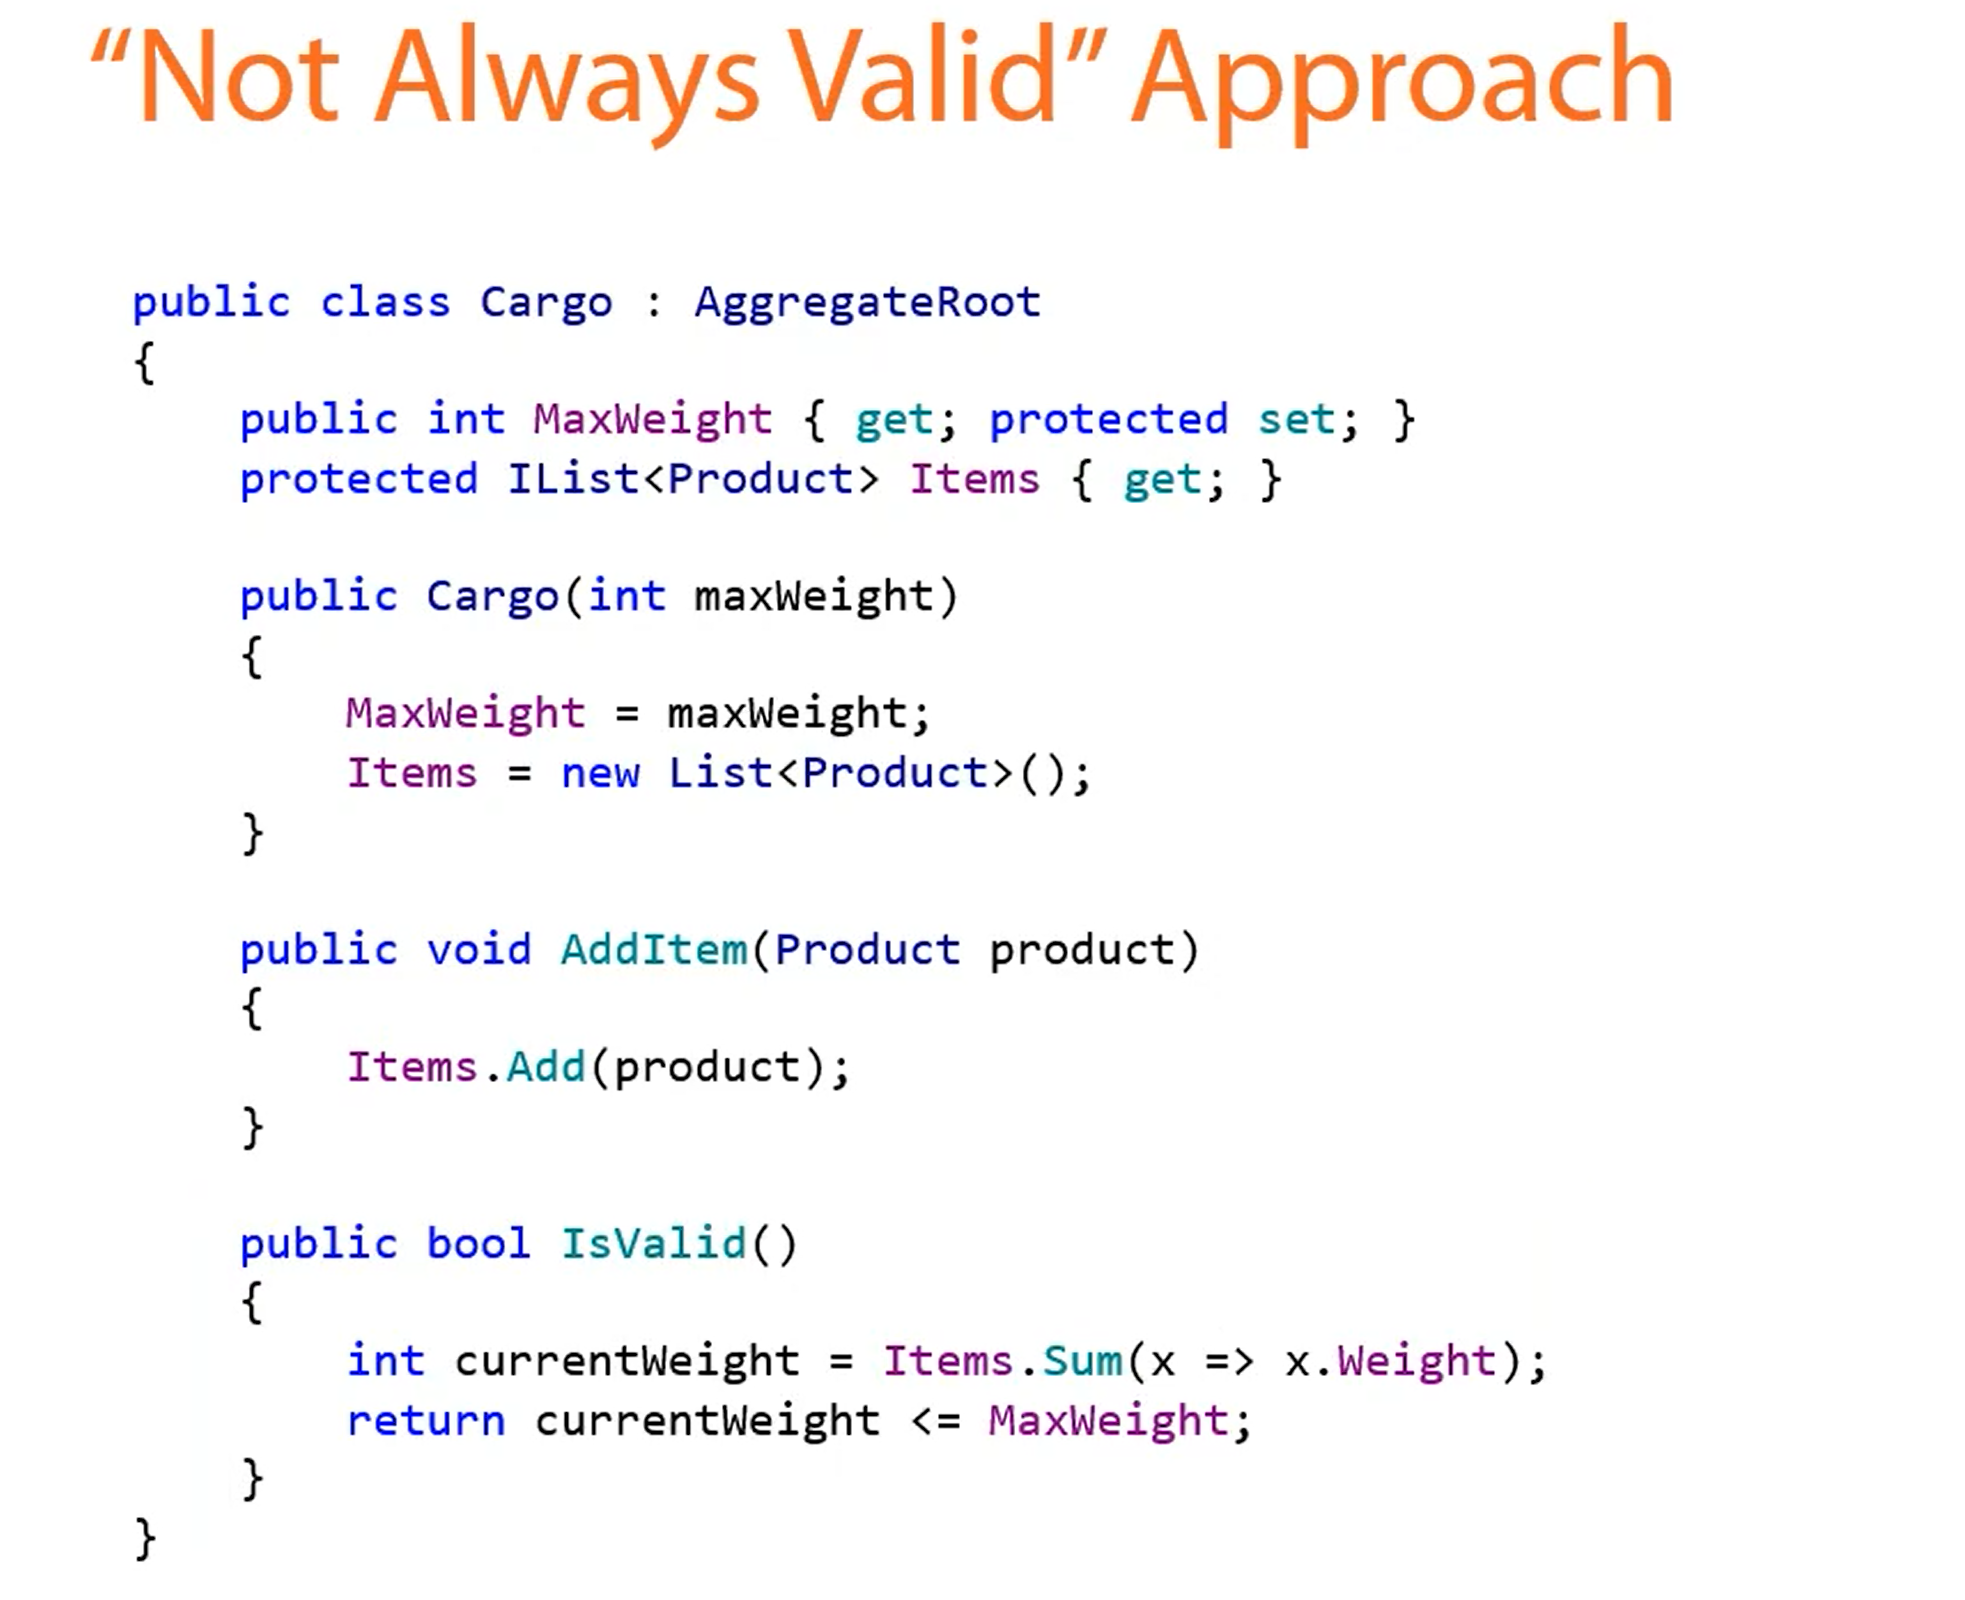 “Not Always Valid” Approach
public class Cargo : AggregateRoot
{
    public int MaxWeight { get; protected set; }
    protected IList<Product> Items { get; }

    public Cargo(int maxWeight)
    {
        MaxWeight = maxWeight;
        Items = new List<Product>();
    }

    public void AddItem(Product product)
    {
        Items.Add(product);
    }

    public bool IsValid()
    {
        int currentWeight = Items.Sum(x => x.Weight);
        return currentWeight <= MaxWeight;
    }
}